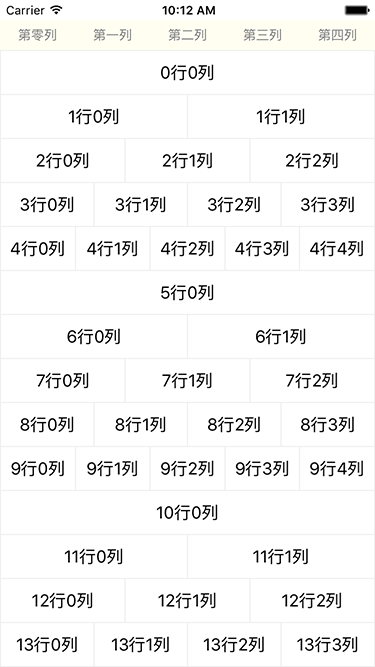 Carrier 10:12 AM
第零列 第一列 第二列 第三列 第四列
0行0列
1行0列 1行1列
2行0列 2行1列 2行2列
3行0列 3行1列 3行2列 3行3列
4行0列 4行1列 4行2列 4行3列 4行4列
5行0列
6行0列 6行1列
7行0列 7行1列 7行2列
8行0列 8行1列 8行2列 8行3列
9行0列 9行1列 9行2列 9行3列 9行4列
10行0列
11行0列 11行1列
12行0列 12行1列 12行2列
13行0列 13行1列 13行2列 13行3列